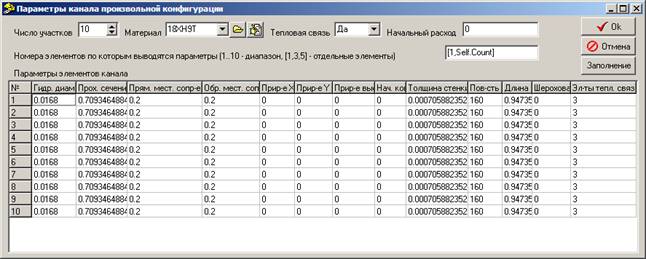 Параметры канала произвольной конфигурации
Число участков 10 Материал 18ХН9Т Тепловая связь Да Начальный расход 0 Ok
Отмена
Номера элементов по которым выводятся параметры (1..10 - диапазон, [1,3,5] - отдельные элементы) [1,Self.Count]
Заполнение
Параметры элементов канала
№ Гидр. диам Прох. сечени Прям. мест. сопр-е Обр. мест. соп Прир-е X Прир-е Y Прир-е вы Нач. ко Толщина стенк Пов-сть Длина Шерохова Эл-ты тепл. связ
1 0.0168 0.7093464884 0.2 0.2 0 0 0 0 0.000705882352 160 0.94735 0 3
2 0.0168 0.7093464884 0.2 0.2 0 0 0 0 0.000705882352 160 0.94735 0 3
3 0.0168 0.7093464884 0.2 0.2 0 0 0 0 0.000705882352 160 0.94735 0 3
4 0.0168 0.7093464884 0.2 0.2 0 0 0 0 0.000705882352 160 0.94735 0 3
5 0.0168 0.7093464884 0.2 0.2 0 0 0 0 0.000705882352 160 0.94735 0 3
6 0.0168 0.7093464884 0.2 0.2 0 0 0 0 0.000705882352 160 0.94735 0 3
7 0.0168 0.7093464884 0.2 0.2 0 0 0 0 0.000705882352 160 0.94735 0 3
8 0.0168 0.7093464884 0.2 0.2 0 0 0 0 0.000705882352 160 0.94735 0 3
9 0.0168 0.7093464884 0.2 0.2 0 0 0 0 0.000705882352 160 0.94735 0 3
10 0.0168 0.7093464884 0.2 0.2 0 0 0 0 0.000705882352 160 0.94735 0 3